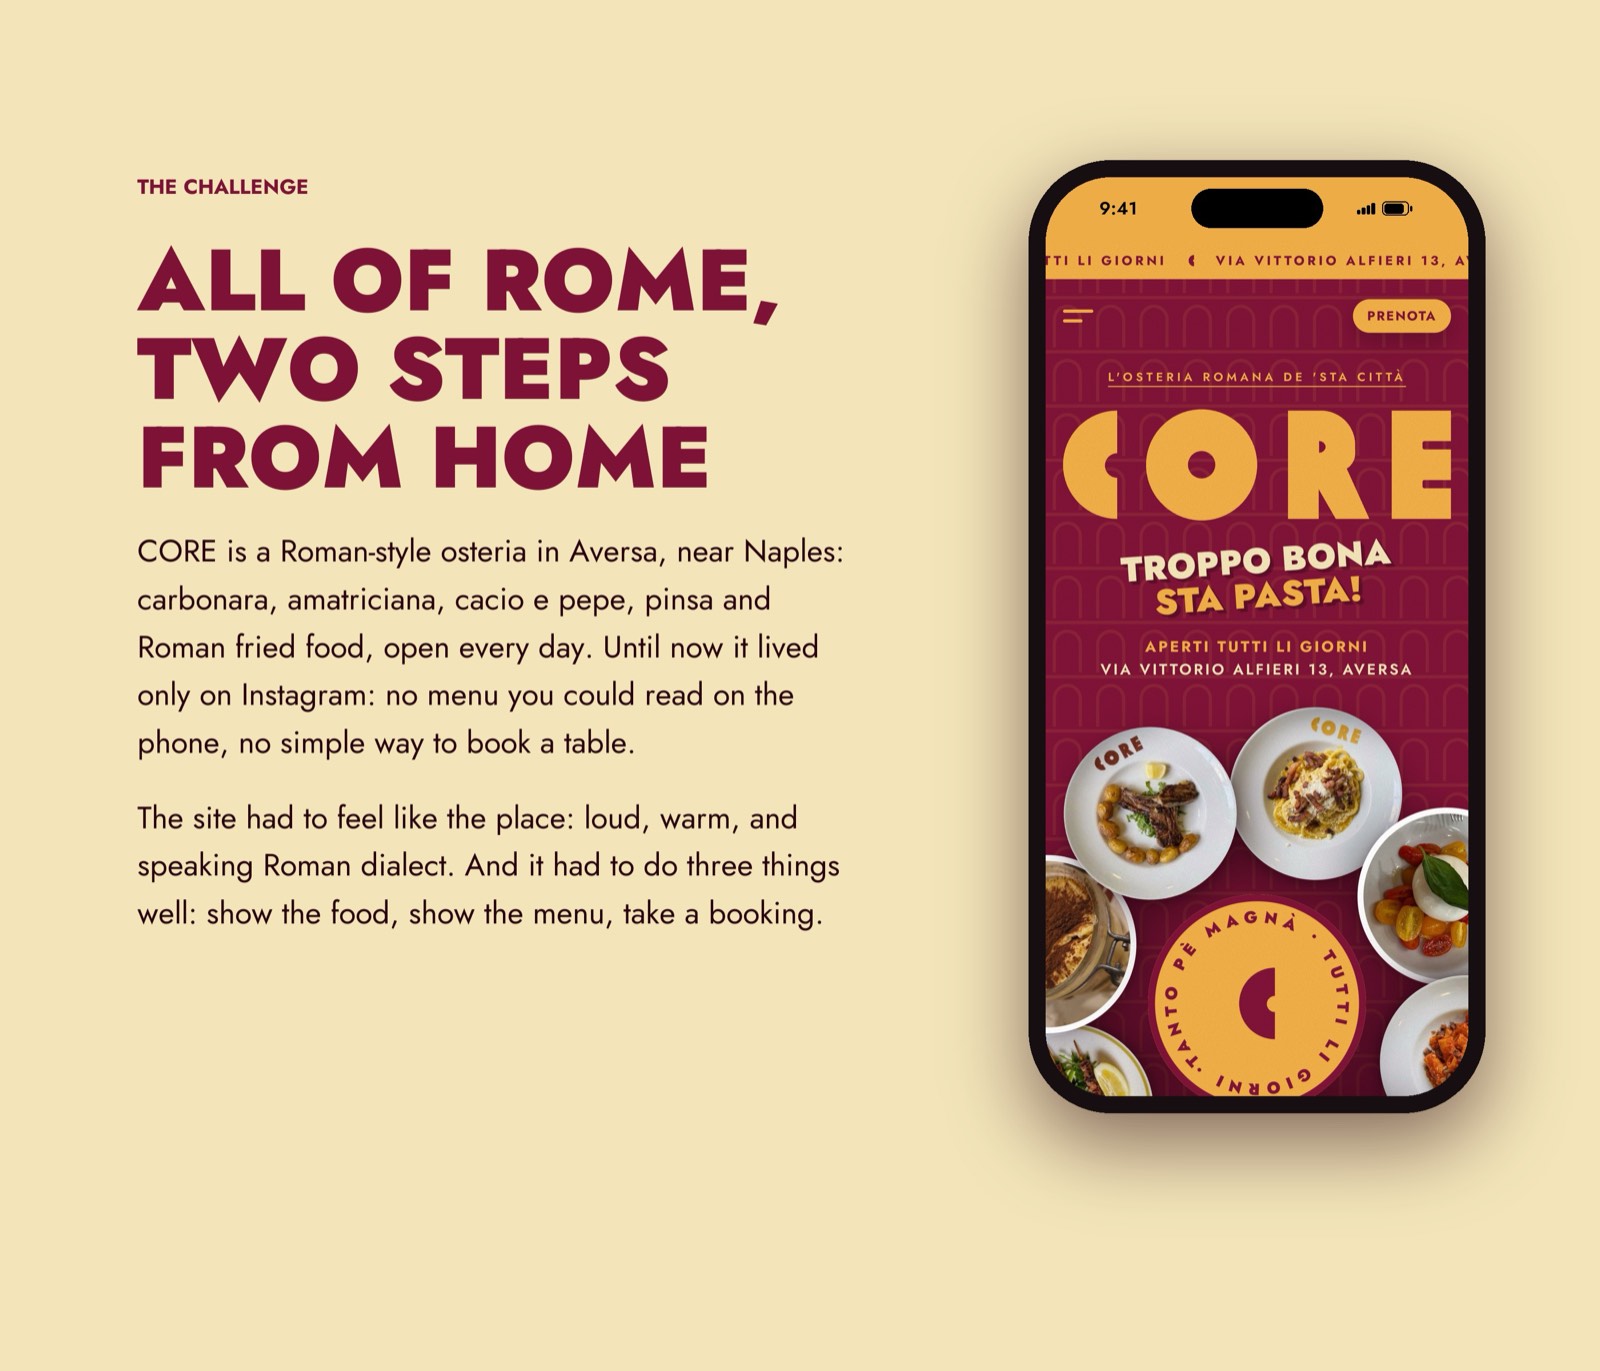 THE CHALLENGE
ALL OF ROME,
TWO STEPS
FROM HOME
CORE is a Roman-style osteria in Aversa, near Naples:
carbonara, amatriciana, cacio e pepe, pinsa and
Roman fried food, open every day. Until now it lived
only on Instagram: no menu you could read on the
phone, no simple way to book a table.
The site had to feel like the place: loud, warm, and
speaking Roman dialect. And it had to do three things
well: show the food, show the menu, take a booking.
9:41
TTI LI GIORNI VIA VITTORIO ALFIERI 13, AV
PRENOTA
L'OSTERIA ROMANA DE 'STA CITTÀ
CORE
TROPPO BONA
STA PASTA!
APERTI TUTTI LI GIORNI
VIA VITTORIO ALFIERI 13, AVERSA
CORE
CORE
TANTO PÈ MAGNÀ · TUTTI LI GIORNI ·